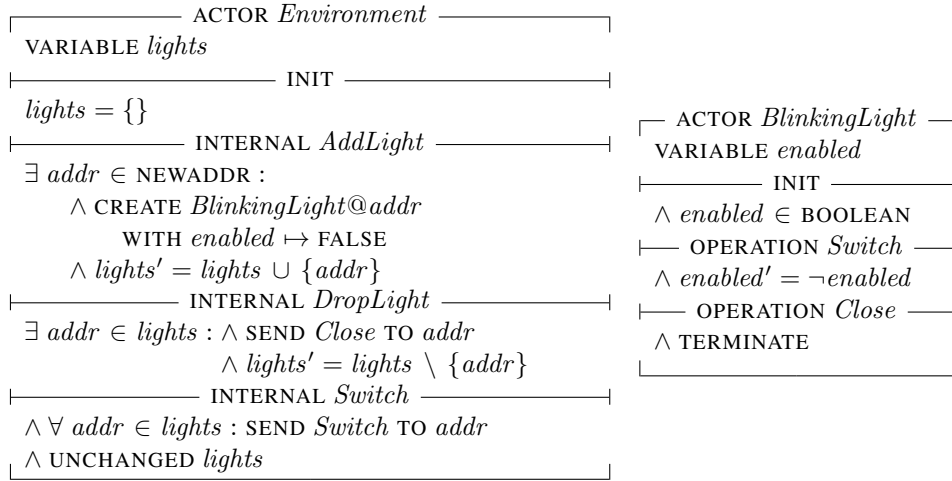 ACTOR Environment
VARIABLE lights
INIT
lights = {}
INTERNAL AddLight
∃ addr ∈ NEWADDR :
∧ CREATE BlinkingLight@addr
WITH enabled ↦ FALSE
∧ lights′ = lights ∪ {addr}
INTERNAL DropLight
∃ addr ∈ lights : ∧ SEND Close TO addr
∧ lights′ = lights \ {addr}
INTERNAL Switch
∧ ∀ addr ∈ lights : SEND Switch TO addr
∧ UNCHANGED lights
ACTOR BlinkingLight
VARIABLE enabled
INIT
∧ enabled ∈ BOOLEAN
OPERATION Switch
∧ enabled′ = ¬enabled
OPERATION Close
∧ TERMINATE